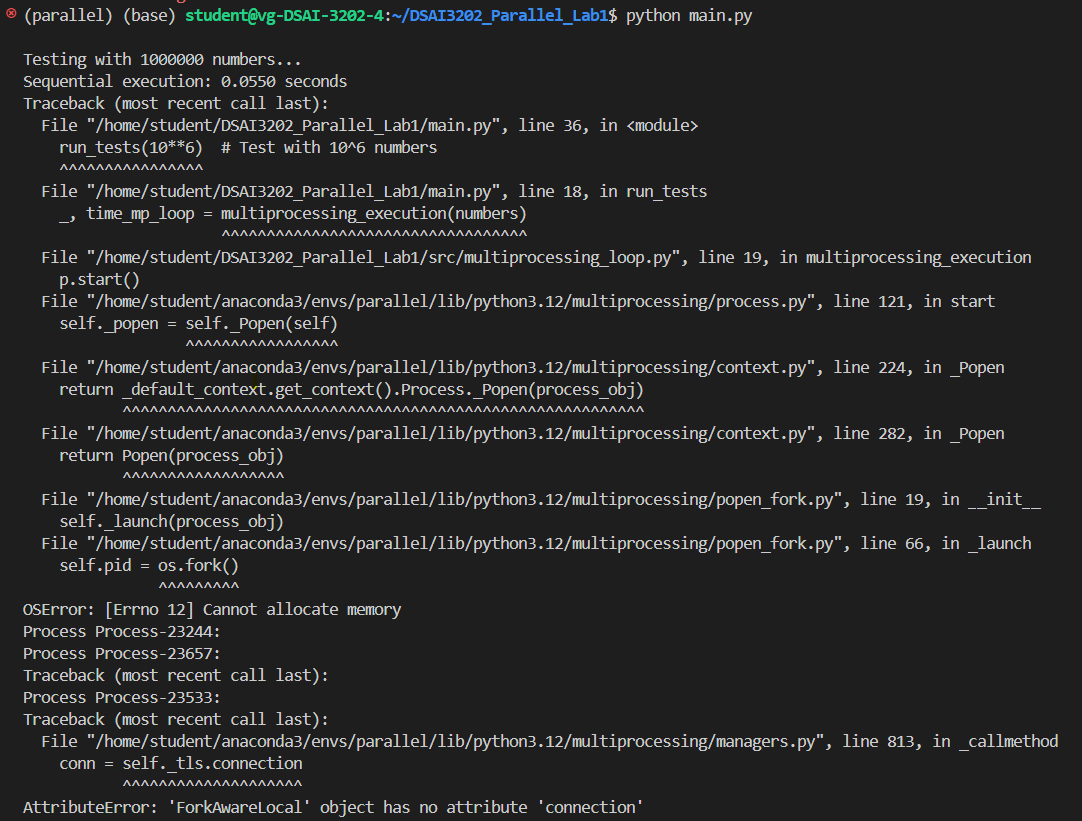 (parallel) (base) student@vg-DSAI-3202-4:~/DSAI3202_Parallel_Lab1$ python main.py
Testing with 1000000 numbers...
Sequential execution: 0.0550 seconds
Traceback (most recent call last):
  File "/home/student/DSAI3202_Parallel_Lab1/main.py", line 36, in <module>
    run_tests(10**6)  # Test with 10^6 numbers
    ^^^^^^^^^^^^^^^^
  File "/home/student/DSAI3202_Parallel_Lab1/main.py", line 18, in run_tests
    _, time_mp_loop = multiprocessing_execution(numbers)
                      ^^^^^^^^^^^^^^^^^^^^^^^^^^^^^^^^^^
  File "/home/student/DSAI3202_Parallel_Lab1/src/multiprocessing_loop.py", line 19, in multiprocessing_execution
    p.start()
  File "/home/student/anaconda3/envs/parallel/lib/python3.12/multiprocessing/process.py", line 121, in start
    self._popen = self._Popen(self)
                  ^^^^^^^^^^^^^^^^^
  File "/home/student/anaconda3/envs/parallel/lib/python3.12/multiprocessing/context.py", line 224, in _Popen
    return _default_context.get_context().Process._Popen(process_obj)
           ^^^^^^^^^^^^^^^^^^^^^^^^^^^^^^^^^^^^^^^^^^^^^^^^^^^^^^^^^^
  File "/home/student/anaconda3/envs/parallel/lib/python3.12/multiprocessing/context.py", line 282, in _Popen
    return Popen(process_obj)
           ^^^^^^^^^^^^^^^^^^
  File "/home/student/anaconda3/envs/parallel/lib/python3.12/multiprocessing/popen_fork.py", line 19, in __init__
    self._launch(process_obj)
  File "/home/student/anaconda3/envs/parallel/lib/python3.12/multiprocessing/popen_fork.py", line 66, in _launch
    self.pid = os.fork()
               ^^^^^^^^^
OSError: [Errno 12] Cannot allocate memory
Process Process-23244:
Process Process-23657:
Traceback (most recent call last):
Process Process-23533:
Traceback (most recent call last):
  File "/home/student/anaconda3/envs/parallel/lib/python3.12/multiprocessing/managers.py", line 813, in _callmethod
    conn = self._tls.connection
           ^^^^^^^^^^^^^^^^^^^^
AttributeError: 'ForkAwareLocal' object has no attribute 'connection'